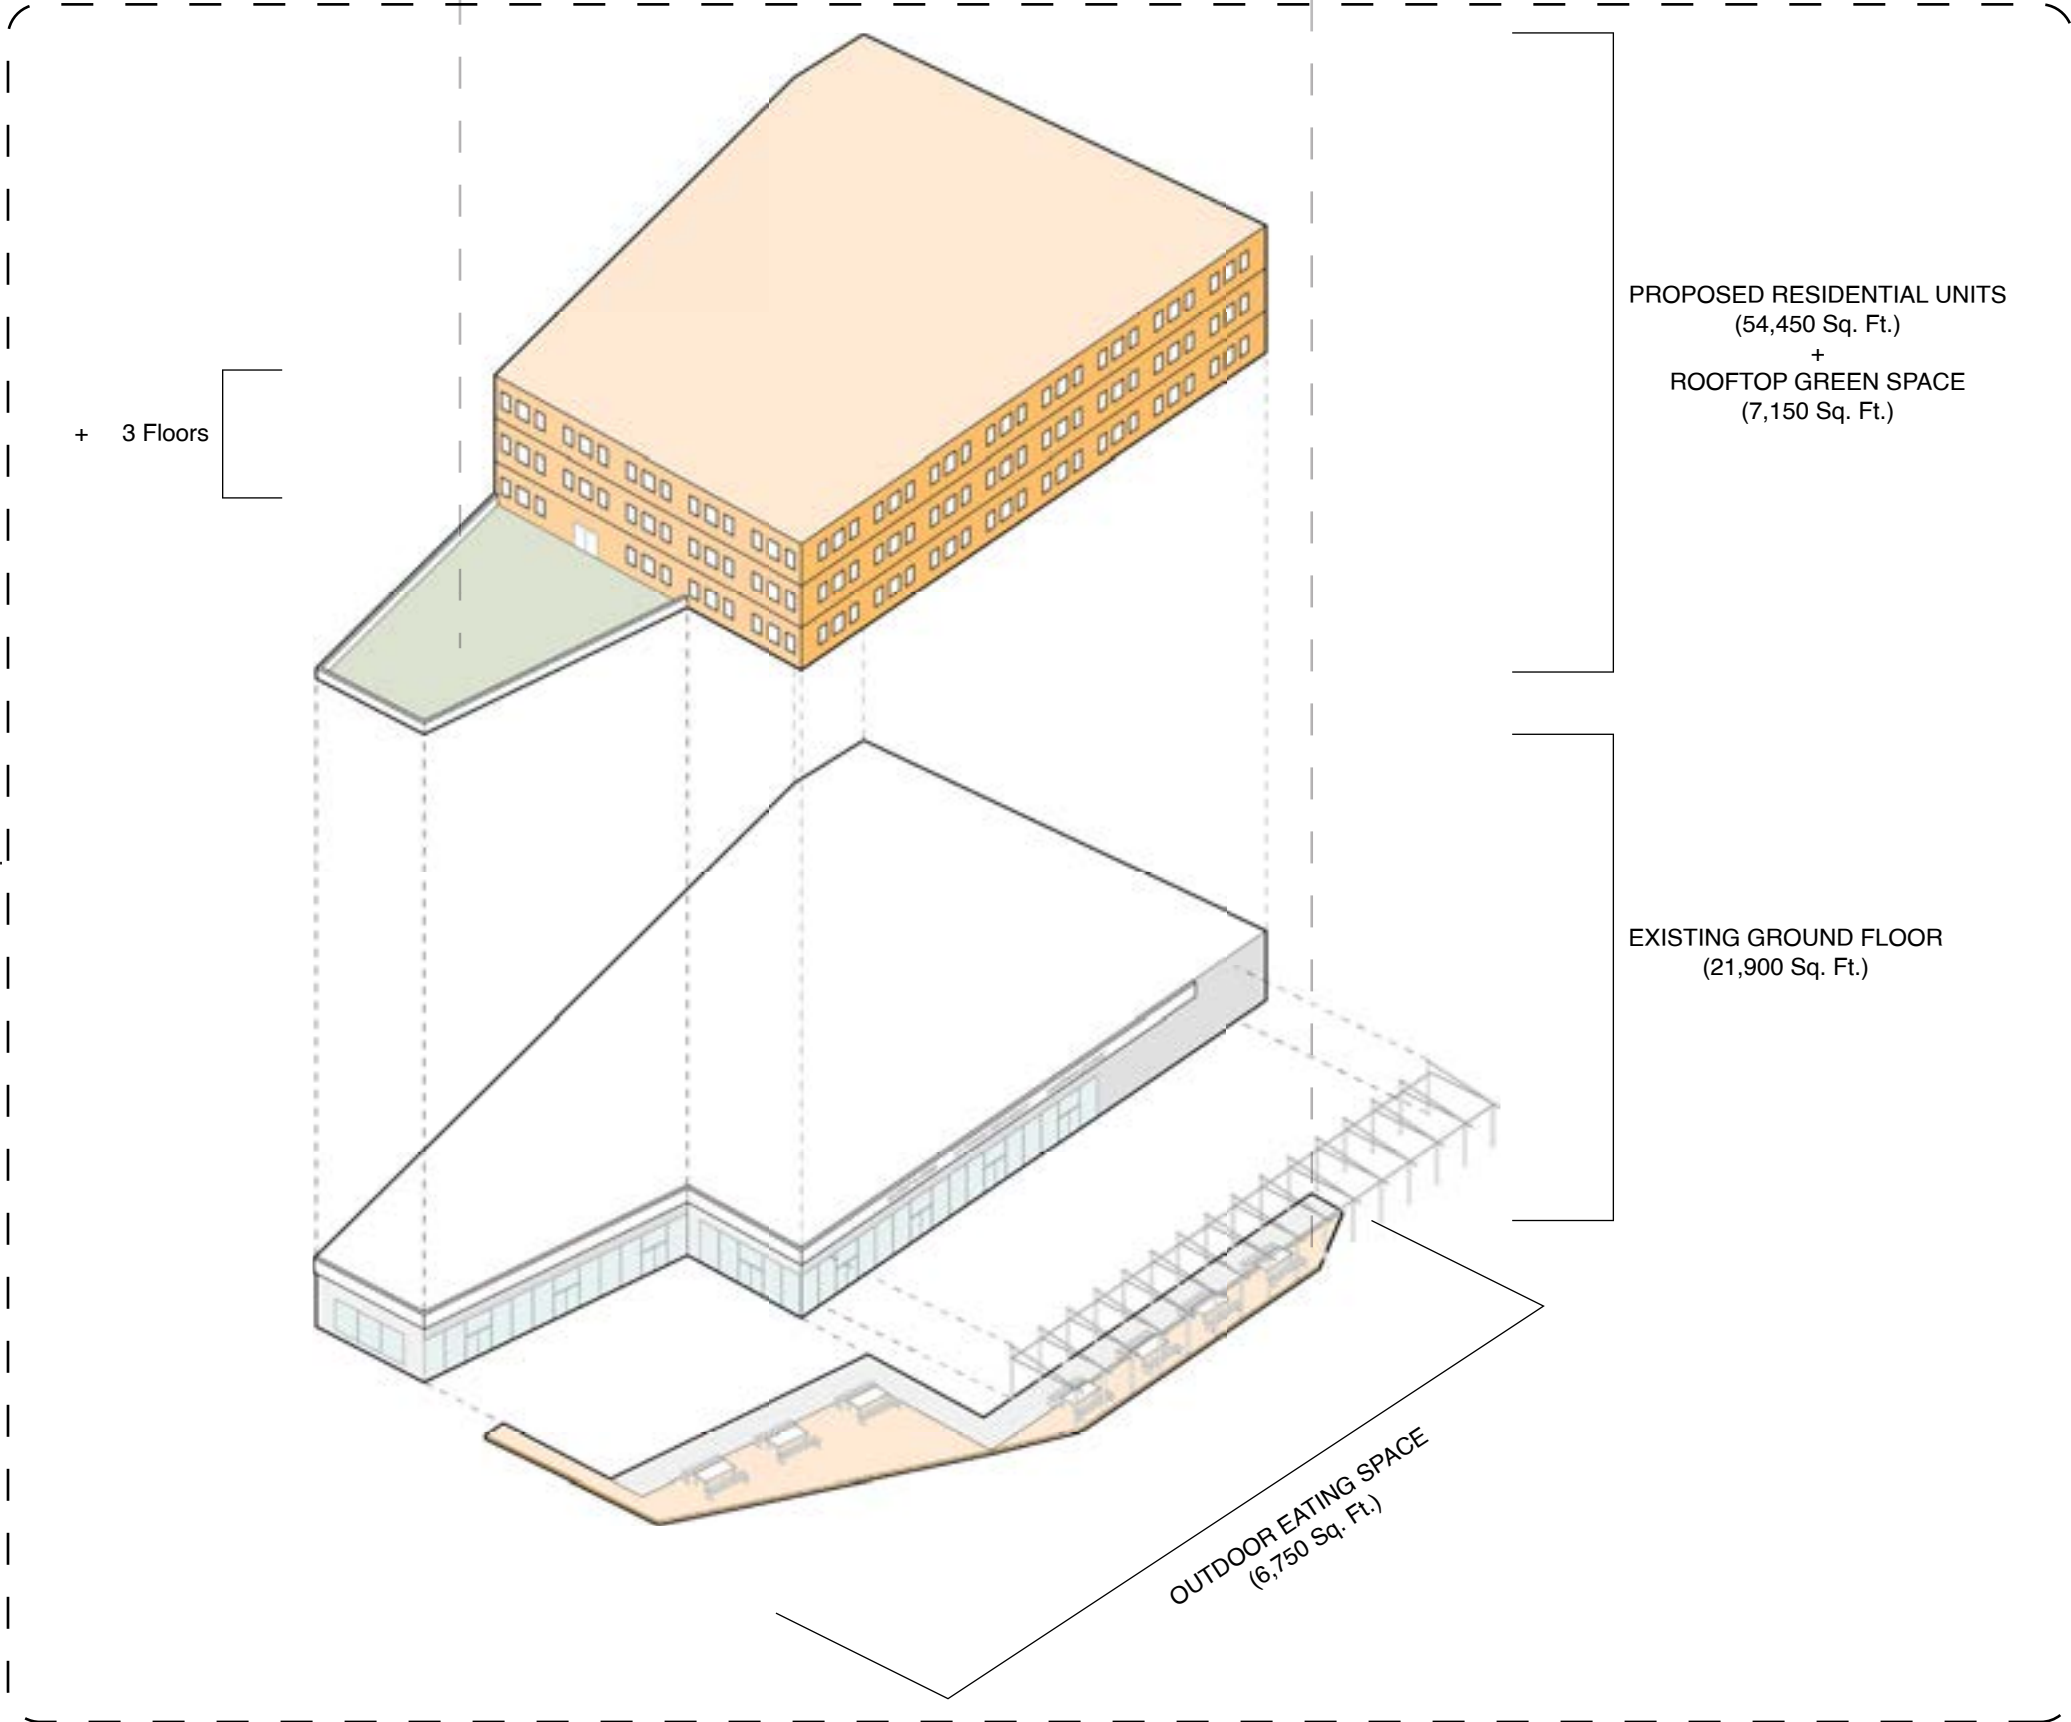 PROPOSED RESIDENTIAL UNITS
(54,450 Sq. Ft.)
+
ROOFTOP GREEN SPACE
(7,150 Sq. Ft.)
+ 3 Floors
EXISTING GROUND FLOOR
(21,900 Sq. Ft.)
OUTDOOR EATING SPACE
(6,750 Sq. Ft.)